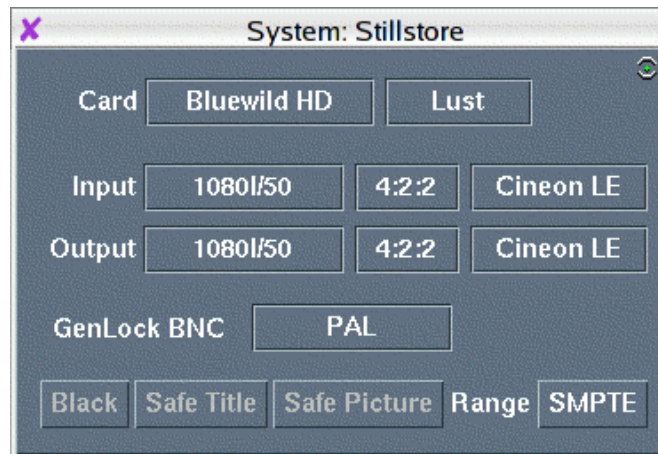 System: Stillstore
Card Bluewild HD Lust
Input 1080I/50 4:2:2 Cineon LE
Output 1080I/50 4:2:2 Cineon LE
GenLock BNC PAL
Black Safe Title Safe Picture Range SMPTE